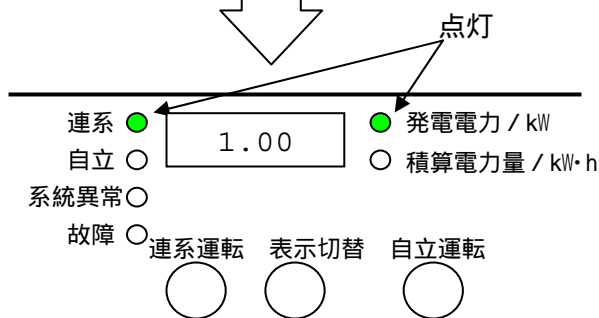 点灯
連系 1.00 発電電力/kW
自立 積算電力量/kW･h
系統異常
故障
連系運転 表示切替 自立運転